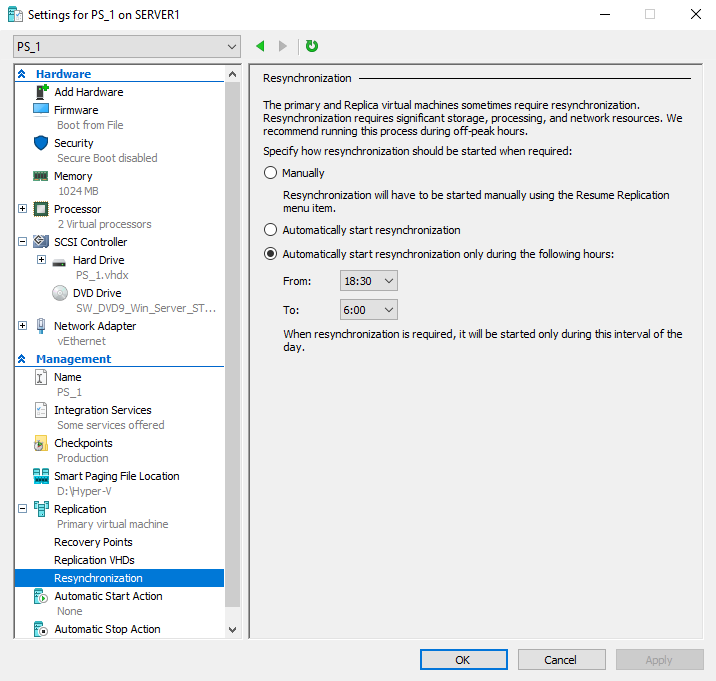 Settings for PS_1 on SERVER1
PS_1
Hardware
Add Hardware
Firmware
Boot from File
Security
Secure Boot disabled
Memory
1024 MB
Processor
2 Virtual processors
SCSI Controller
Hard Drive
PS_1.vhdx
DVD Drive
SW_DVD9_Win_Server_ST...
Network Adapter
vEthernet
Management
Name
PS_1
Integration Services
Some services offered
Checkpoints
Production
Smart Paging File Location
D:\Hyper-V
Replication
Primary virtual machine
Recovery Points
Replication VHDs
Resynchronization
Automatic Start Action
None
Automatic Stop Action
Resynchronization
The primary and Replica virtual machines sometimes require resynchronization.
Resynchronization requires significant storage, processing, and network resources. We
recommend running this process during off-peak hours.
Specify how resynchronization should be started when required:
Manually
Resynchronization will have to be started manually using the Resume Replication
menu item.
Automatically start resynchronization
Automatically start resynchronization only during the following hours:
From: 18:30
To: 6:00
When resynchronization is required, it will be started only during this interval of the
day.
OK Cancel Apply